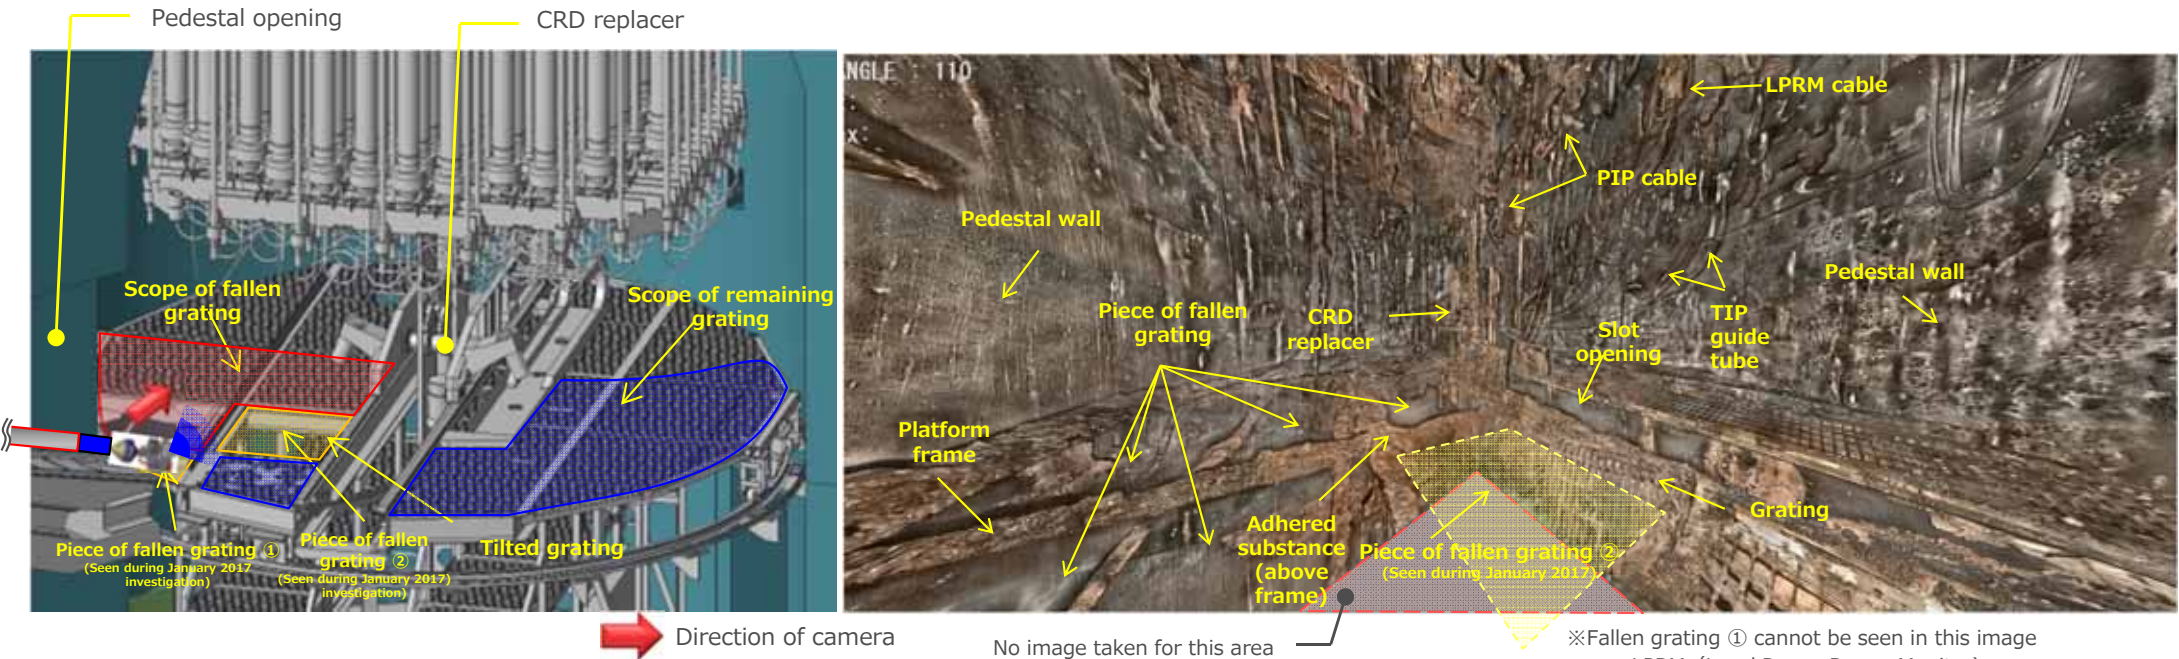 Pedestal opening
CRD replacer
Scope of fallen
grating
Scope of remaining
grating
Piece of fallen grating ①
(Seen during January 2017
investigation)
Piece of fallen
grating ②
(Seen during January 2017)
investigation)
Tilted grating
Direction of camera
NGLE : 110
x:
LPRM cable
PIP cable
Pedestal wall
Pedestal wall
Piece of fallen
grating
CRD
replacer
Slot
opening
TIP
guide
tube
Platform
frame
Adhered
substance
(above
frame)
Piece of fallen grating ②
(Seen during January 2017)
Grating
No image taken for this area
※Fallen grating ① cannot be seen in this image